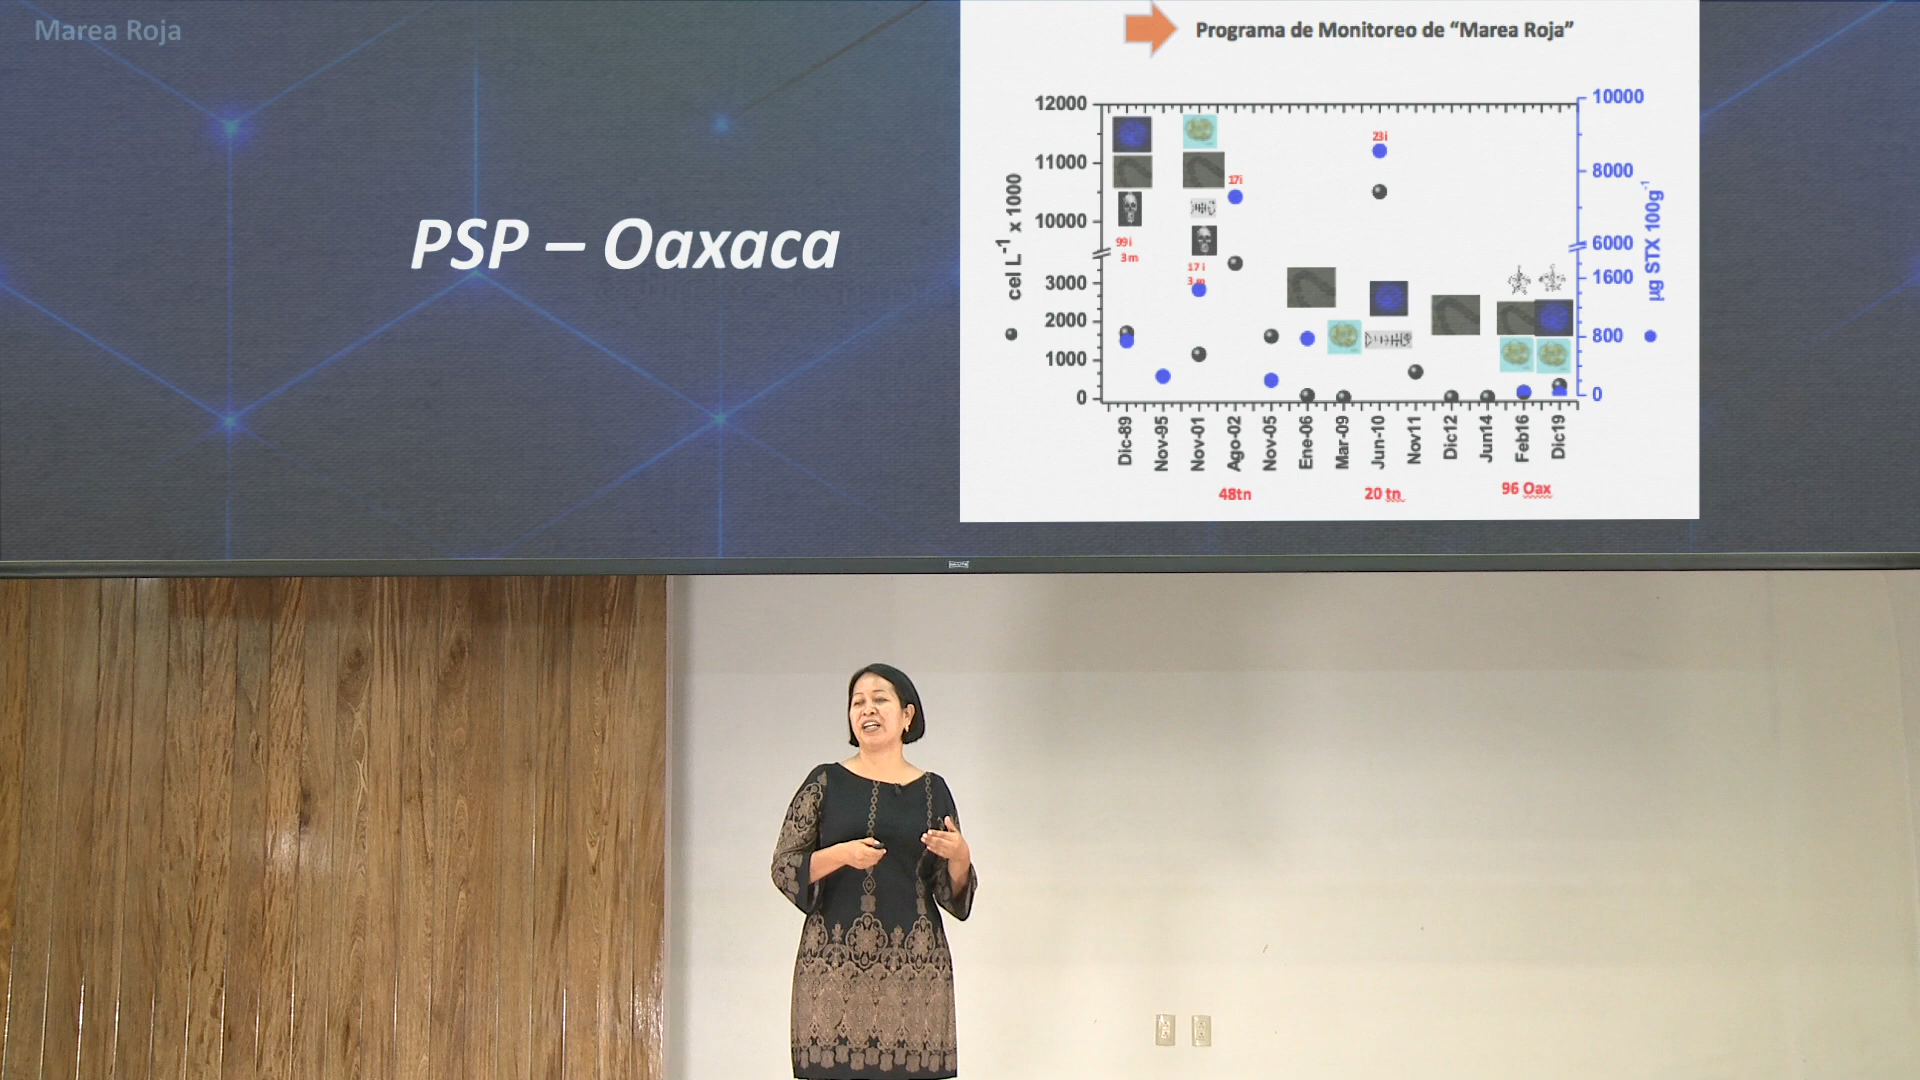 Marea Roja
PSP – Oaxaca
Programa de Monitoreo de “Marea Roja”
12000
11000
10000
3000
2000
1000
0
cel L-1 x 1000
10000
8000
6000
1600
800
0
µg STX 100g-1
99 i
3 m
17 i
3 m
17i
23i
Dic-89
Nov-95
Nov-01
Ago-02
Nov-05
Ene-06
Mar-09
Jun-10
Nov11
Dic12
Jun14
Feb16
Dic19
48tn
20 tn
96 Oax